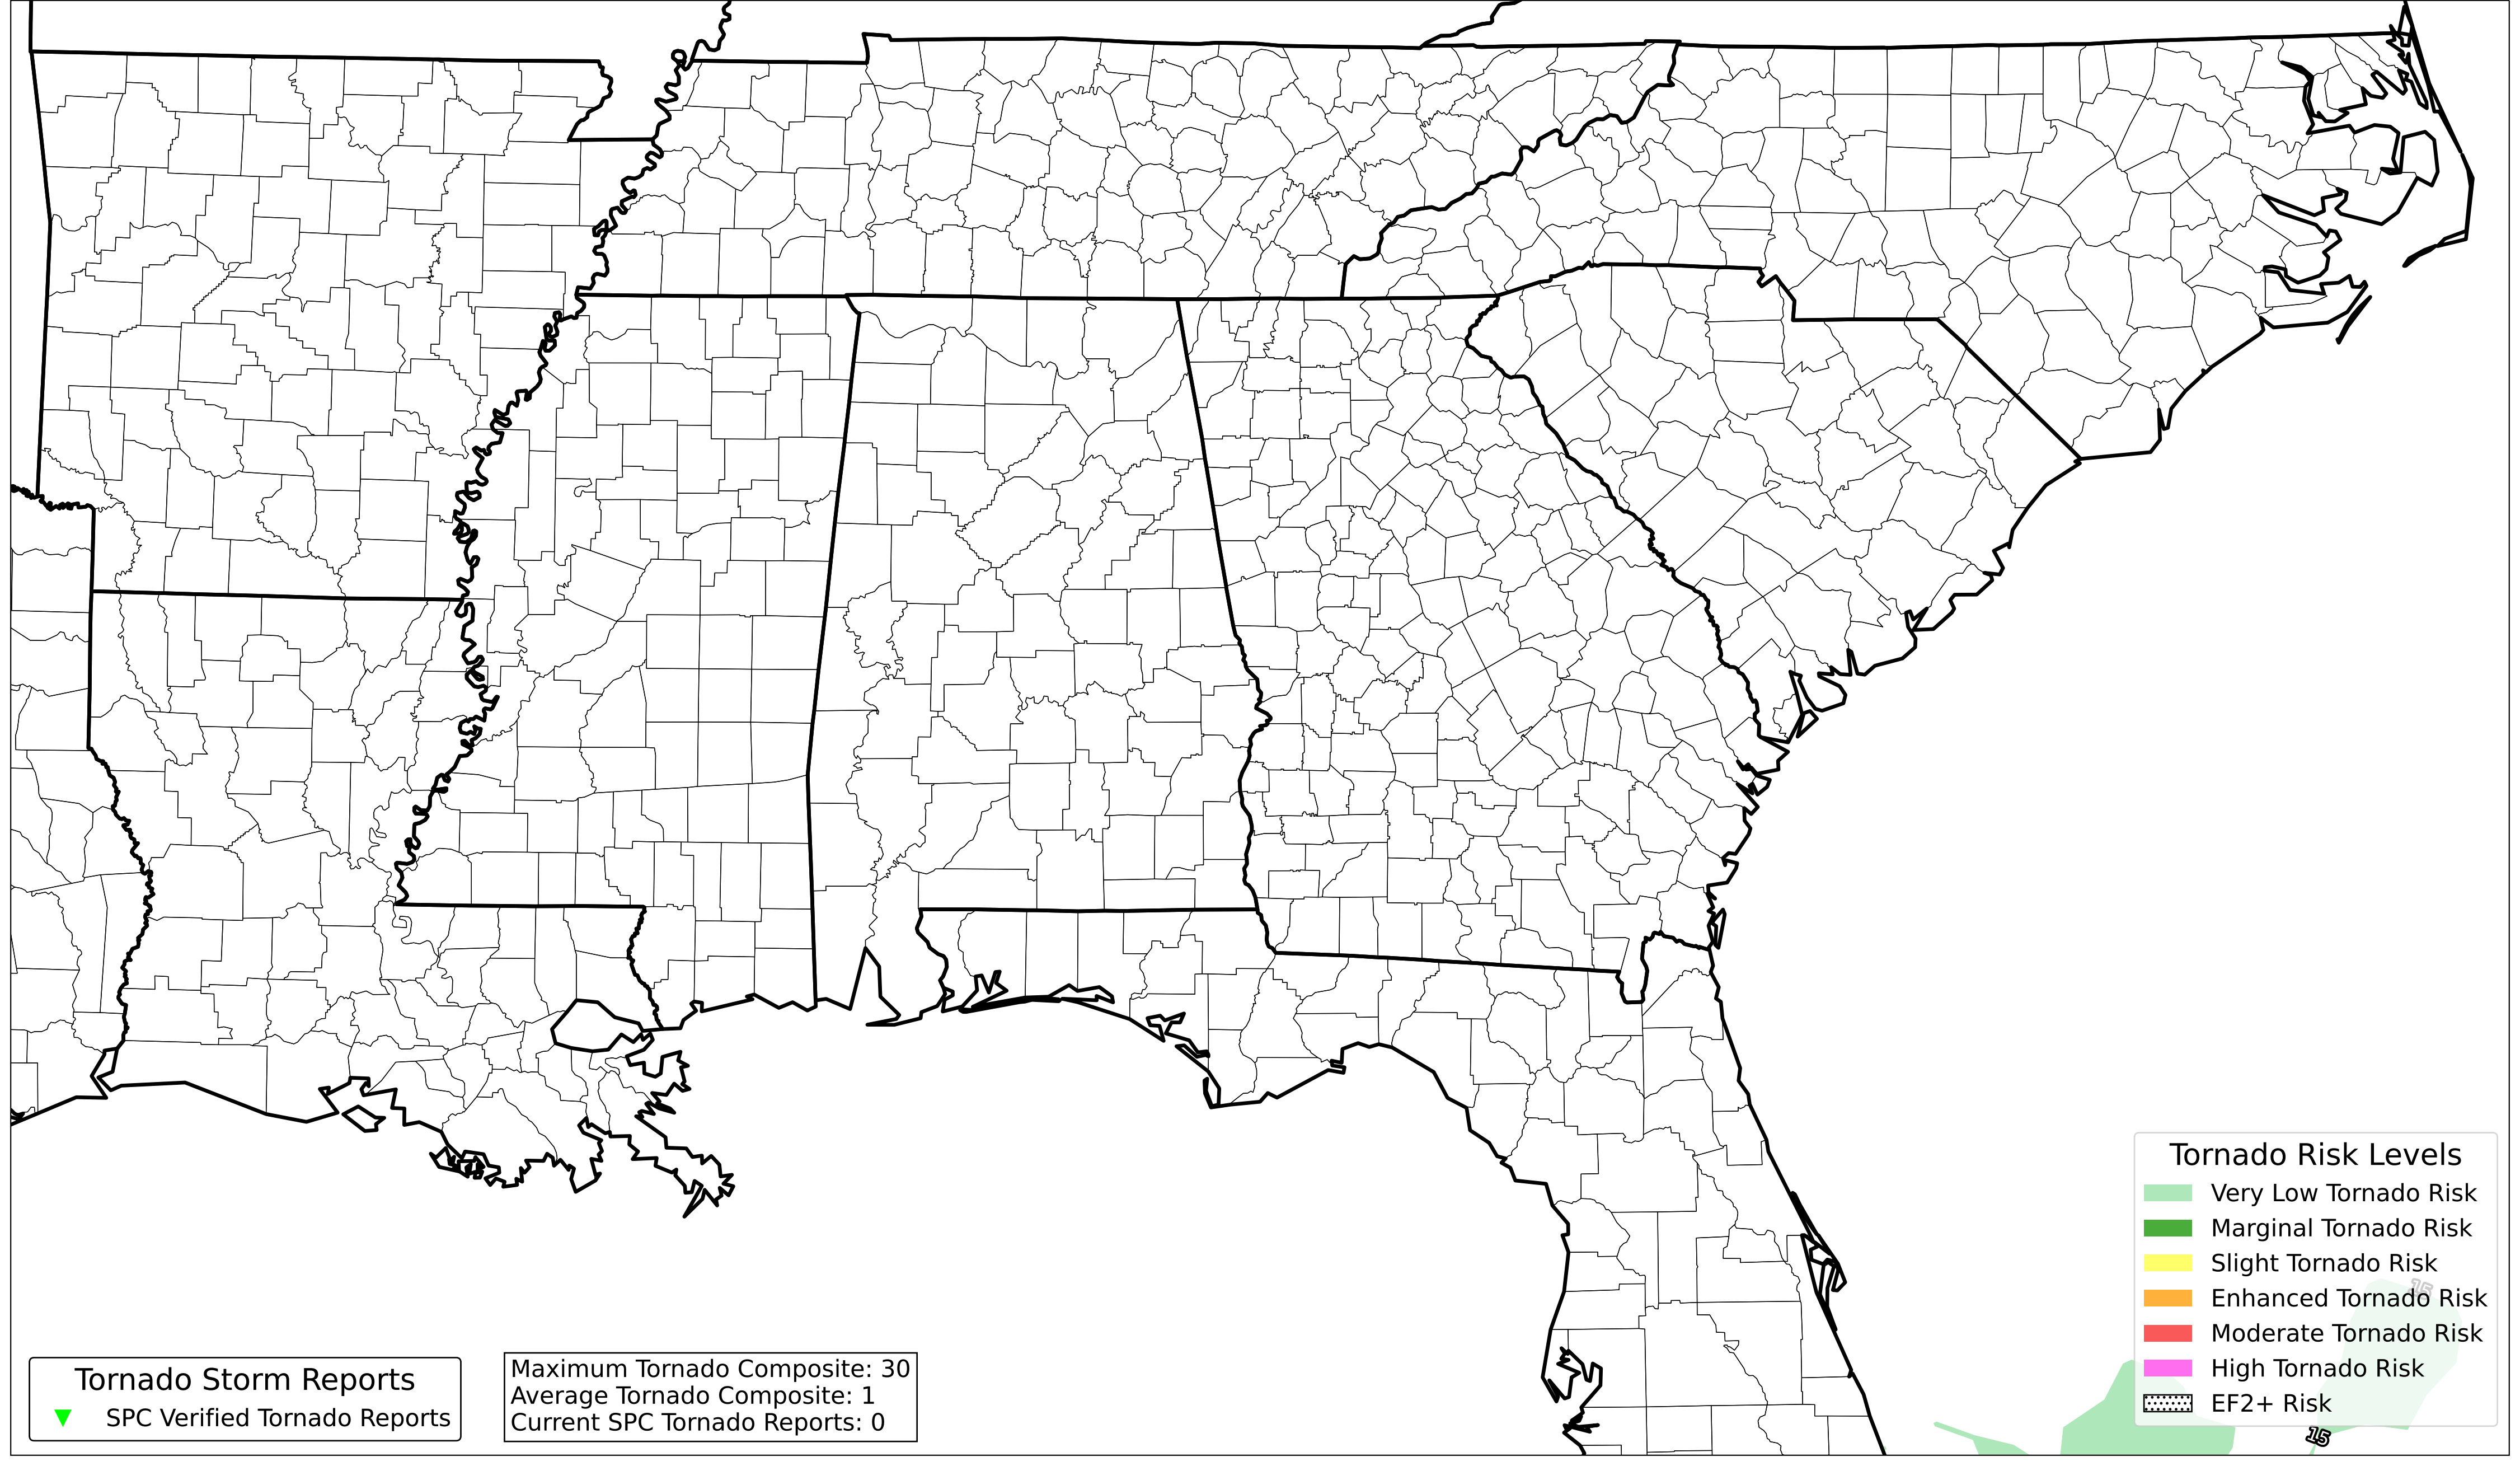 Tornado Risk Levels
Very Low Tornado Risk
Marginal Tornado Risk
Slight Tornado Risk
15
Enhanced Tornado Risk
Moderate Tornado Risk
High Tornado Risk
EF2+ Risk
15
Tornado Storm Reports
SPC Verified Tornado Reports
Maximum Tornado Composite: 30
Average Tornado Composite: 1
Current SPC Tornado Reports: 0